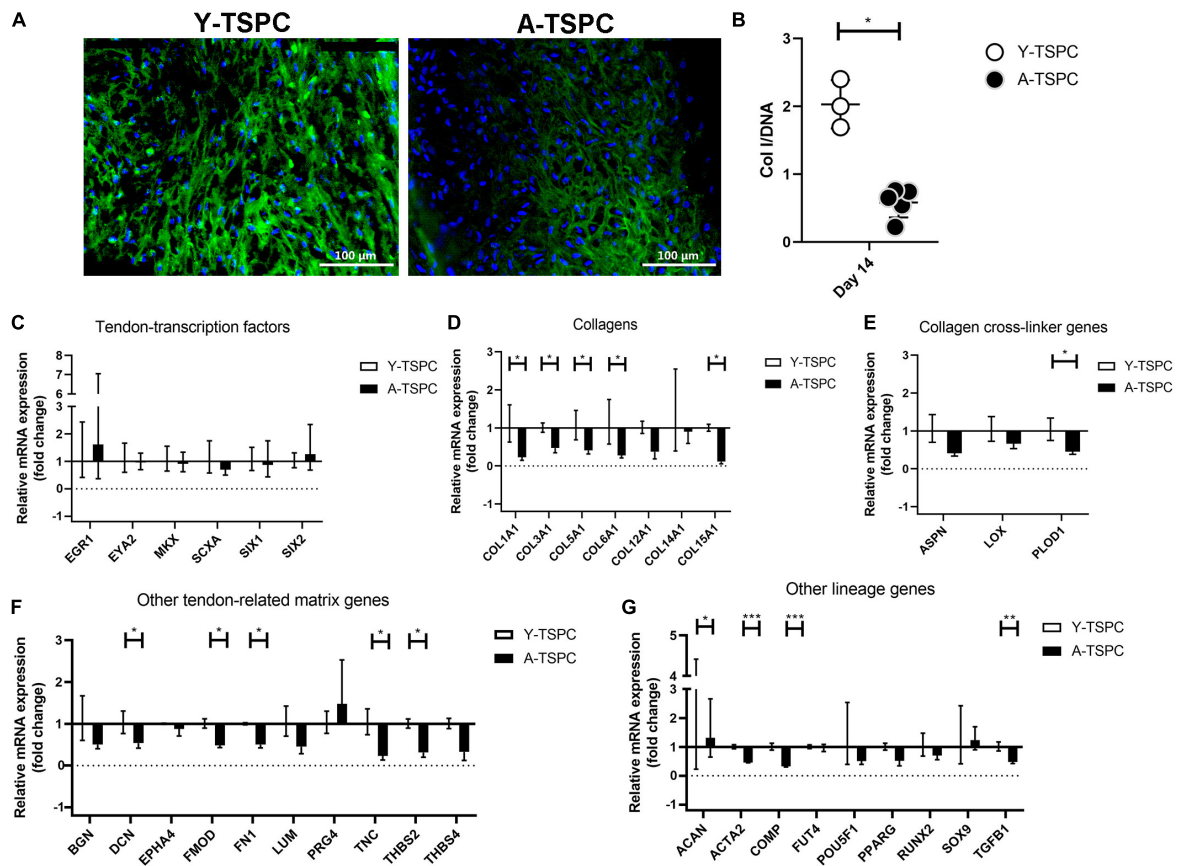 A
Y-TSPC
A-TSPC
100 µm
100 µm
B
*
Y-TSPC
A-TSPC
Col I/DNA
3
2
1
0
Day 14
C
Tendon-transcription factors
Y-TSPC
A-TSPC
Relative mRNA expression
(fold change)
8
7
6
2
1
0
-1
EGR1
EYA2
MKX
SCXA
SIX1
SIX2
D
Collagens
* * * * *
Y-TSPC
A-TSPC
Relative mRNA expression
(fold change)
3
2
1
0
-1
COL1A1
COL3A1
COL5A1
COL6A1
COL12A1
COL14A1
COL15A1
E
Collagen cross-linker genes
*
Y-TSPC
A-TSPC
Relative mRNA expression
(fold change)
3
2
1
0
-1
ASPN
LOX
PLOD1
F
Other tendon-related matrix genes
* * * * *
Y-TSPC
A-TSPC
Relative mRNA expression
(fold change)
3
2
1
0
-1
BGN
DCN
EPHA4
FMOD
FN1
LUM
PRG4
TNC
THBS2
THBS4
G
Other lineage genes
* *** *** **
Y-TSPC
A-TSPC
Relative mRNA expression
(fold change)
5
4
3
2
1
0
-1
ACAN
ACTA2
COMP
FUT4
POU5F1
PPARG
RUNX2
SOX9
TGFB1